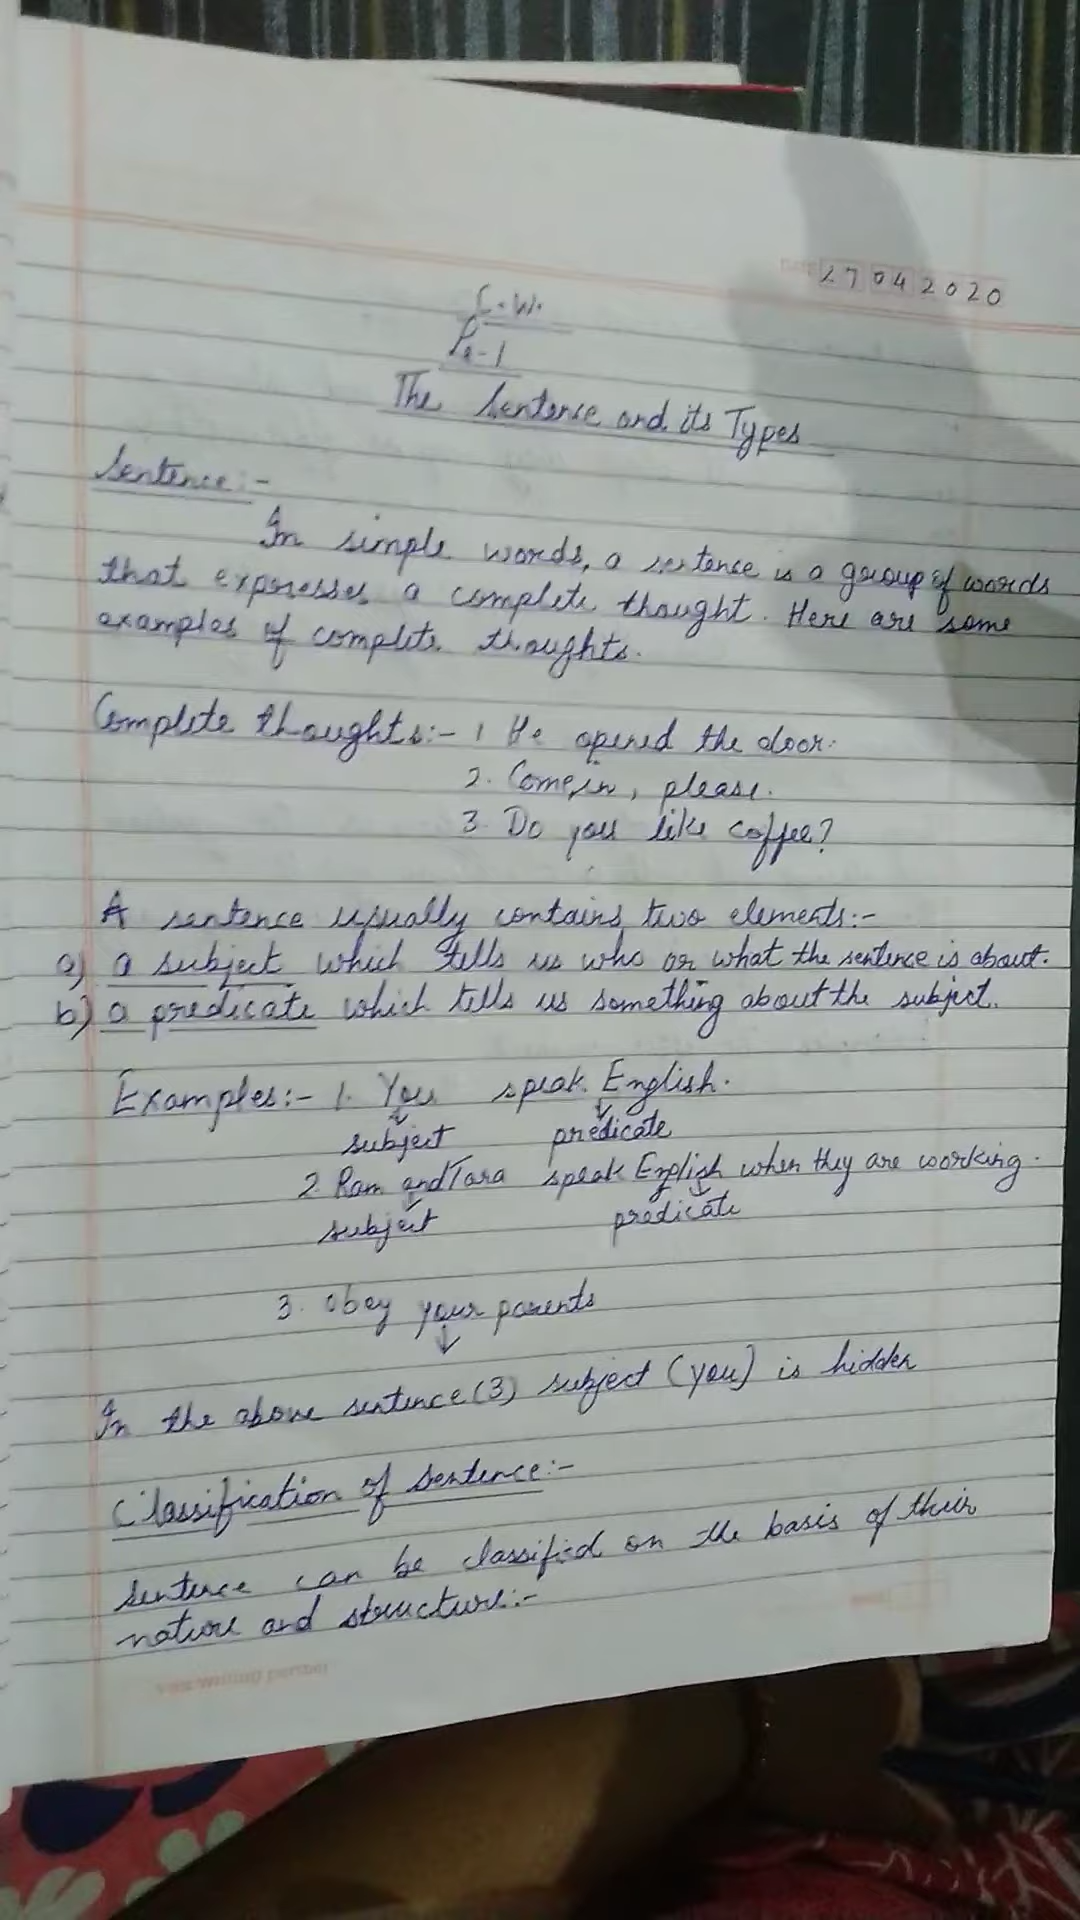 27 04 2020
C.W.
L-1
The Sentence and its Types
Sentence:-
In simple words, a sentence is a group of words
that expresses a complete thought. Here are some
examples of complete thoughts.
Complete thoughts:- 1 He opened the door.
2. Come in, please.
3. Do you like coffee?
A sentence usually contains two elements:-
a) a subject which tells us who or what the sentence is about.
b) a predicate which tells us something about the subject.
Examples:- 1. You speak English.
subject predicate
2. Ram and Tara speak English when they are working.
subject predicate
3. Obey your parents
In the above sentence (3) subject (you) is hidden
Classification of Sentence:-
Sentence can be classified on the basis of their
nature and structure:-